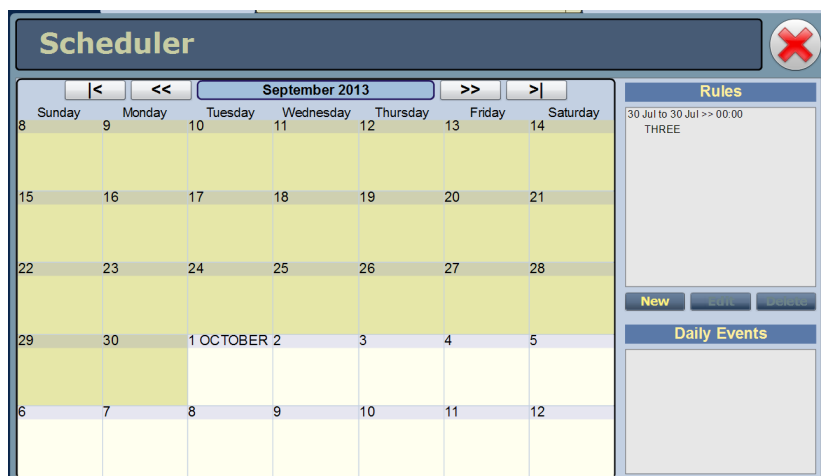 Scheduler
|< << September 2013 >> >|
Sunday Monday Tuesday Wednesday Thursday Friday Saturday
8 9 10 11 12 13 14
15 16 17 18 19 20 21
22 23 24 25 26 27 28
29 30 1 OCTOBER 2 3 4 5
6 7 8 9 10 11 12
Rules
30 Jul to 30 Jul >> 00:00
THREE
New Edit Delete
Daily Events